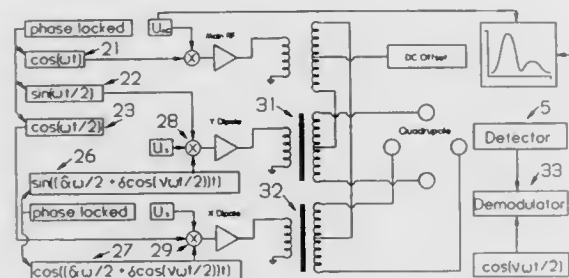 phase locked
21
U
Main RF
cos(ωt)
22
sin(ωt/2)
23
cos(ωt/2)
28
Y Dipole
31
DC Offset
Quadrupole
5
Detector
33
Demodulator
26
Uₛ
sin((&ω/2 + δcos(νωt/2))t)
32
phase locked
Uₛ
X Dipole
27
29
cos((&ω/2 + δcos(νωt/2))t)
cos(νωt/2)